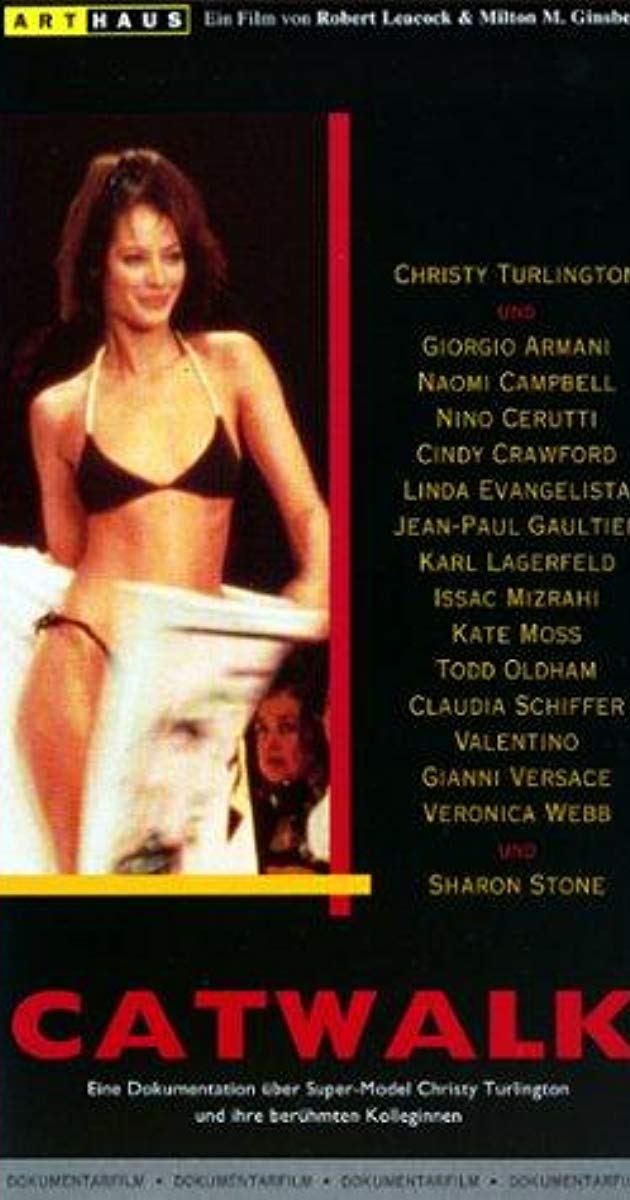 ARTHAUS Ein Film von Robert Leacock & Milton M. Ginsbe
CHRISTY TURLINGTON
UND
GIORGIO ARMANI
NAOMI CAMPBELL
NINO CERUTTI
CINDY CRAWFORD
LINDA EVANGELISTA
JEAN-PAUL GAULTIER
KARL LAGERFELD
ISSAC MIZRAHI
KATE MOSS
TODD OLDHAM
CLAUDIA SCHIFFER
VALENTINO
GIANNI VERSACE
VERONICA WEBB
UND
SHARON STONE
CATWALK
Eine Dokumentation über Super-Model Christy Turlington
und ihre berühmten Kolleginnen
DOKUMENTARFILM • DOKUMENTARFILM • DOKUMENTARFILM • DOKUMENTARFI